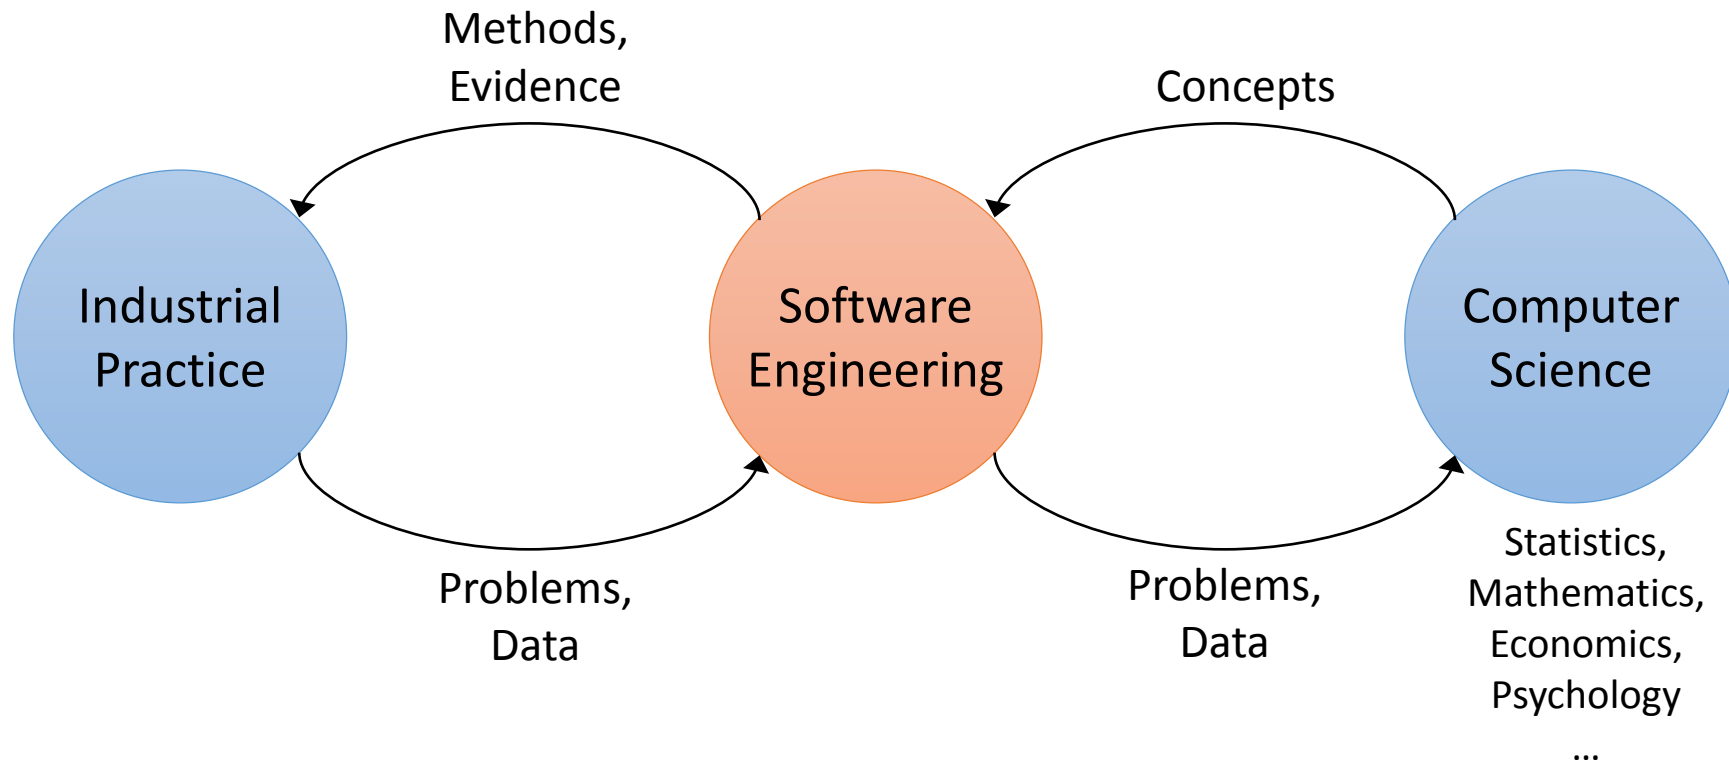 Methods,
Evidence
Concepts
Industrial
Practice
Software
Engineering
Computer
Science
Problems,
Data
Problems,
Data
Statistics,
Mathematics,
Economics,
Psychology
...